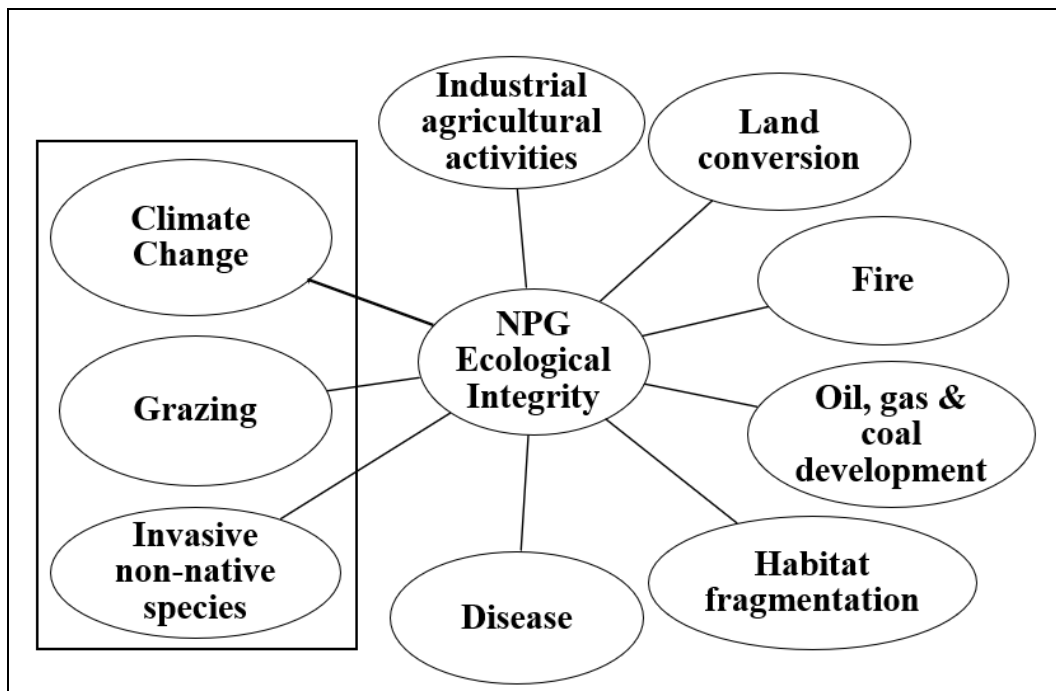 Industrial
agricultural
activities
Land
conversion
Climate
Change
Fire
NPG
Ecological
Integrity
Grazing
Oil, gas &
coal
development
Invasive
non-native
species
Habitat
fragmentation
Disease